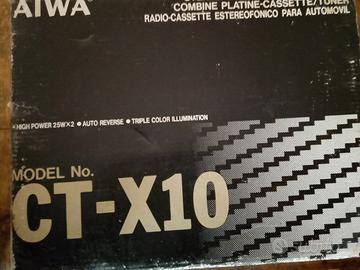 AIWA
COMBINE PLATINE-CASSETTE/TUNER
RADIO-CASSETTE ESTEREOFONICO PARA AUTOMOVIL
• HIGH POWER 25W×2 • AUTO REVERSE • TRIPLE COLOR ILLUMINATION
MODEL No.
CT-X10